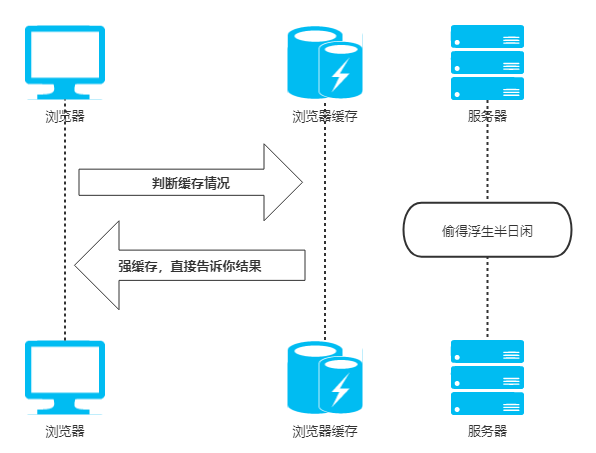 浏览器
浏览器缓存
服务器
判断缓存情况
偷得浮生半日闲
强缓存，直接告诉你结果
浏览器
浏览器缓存
服务器